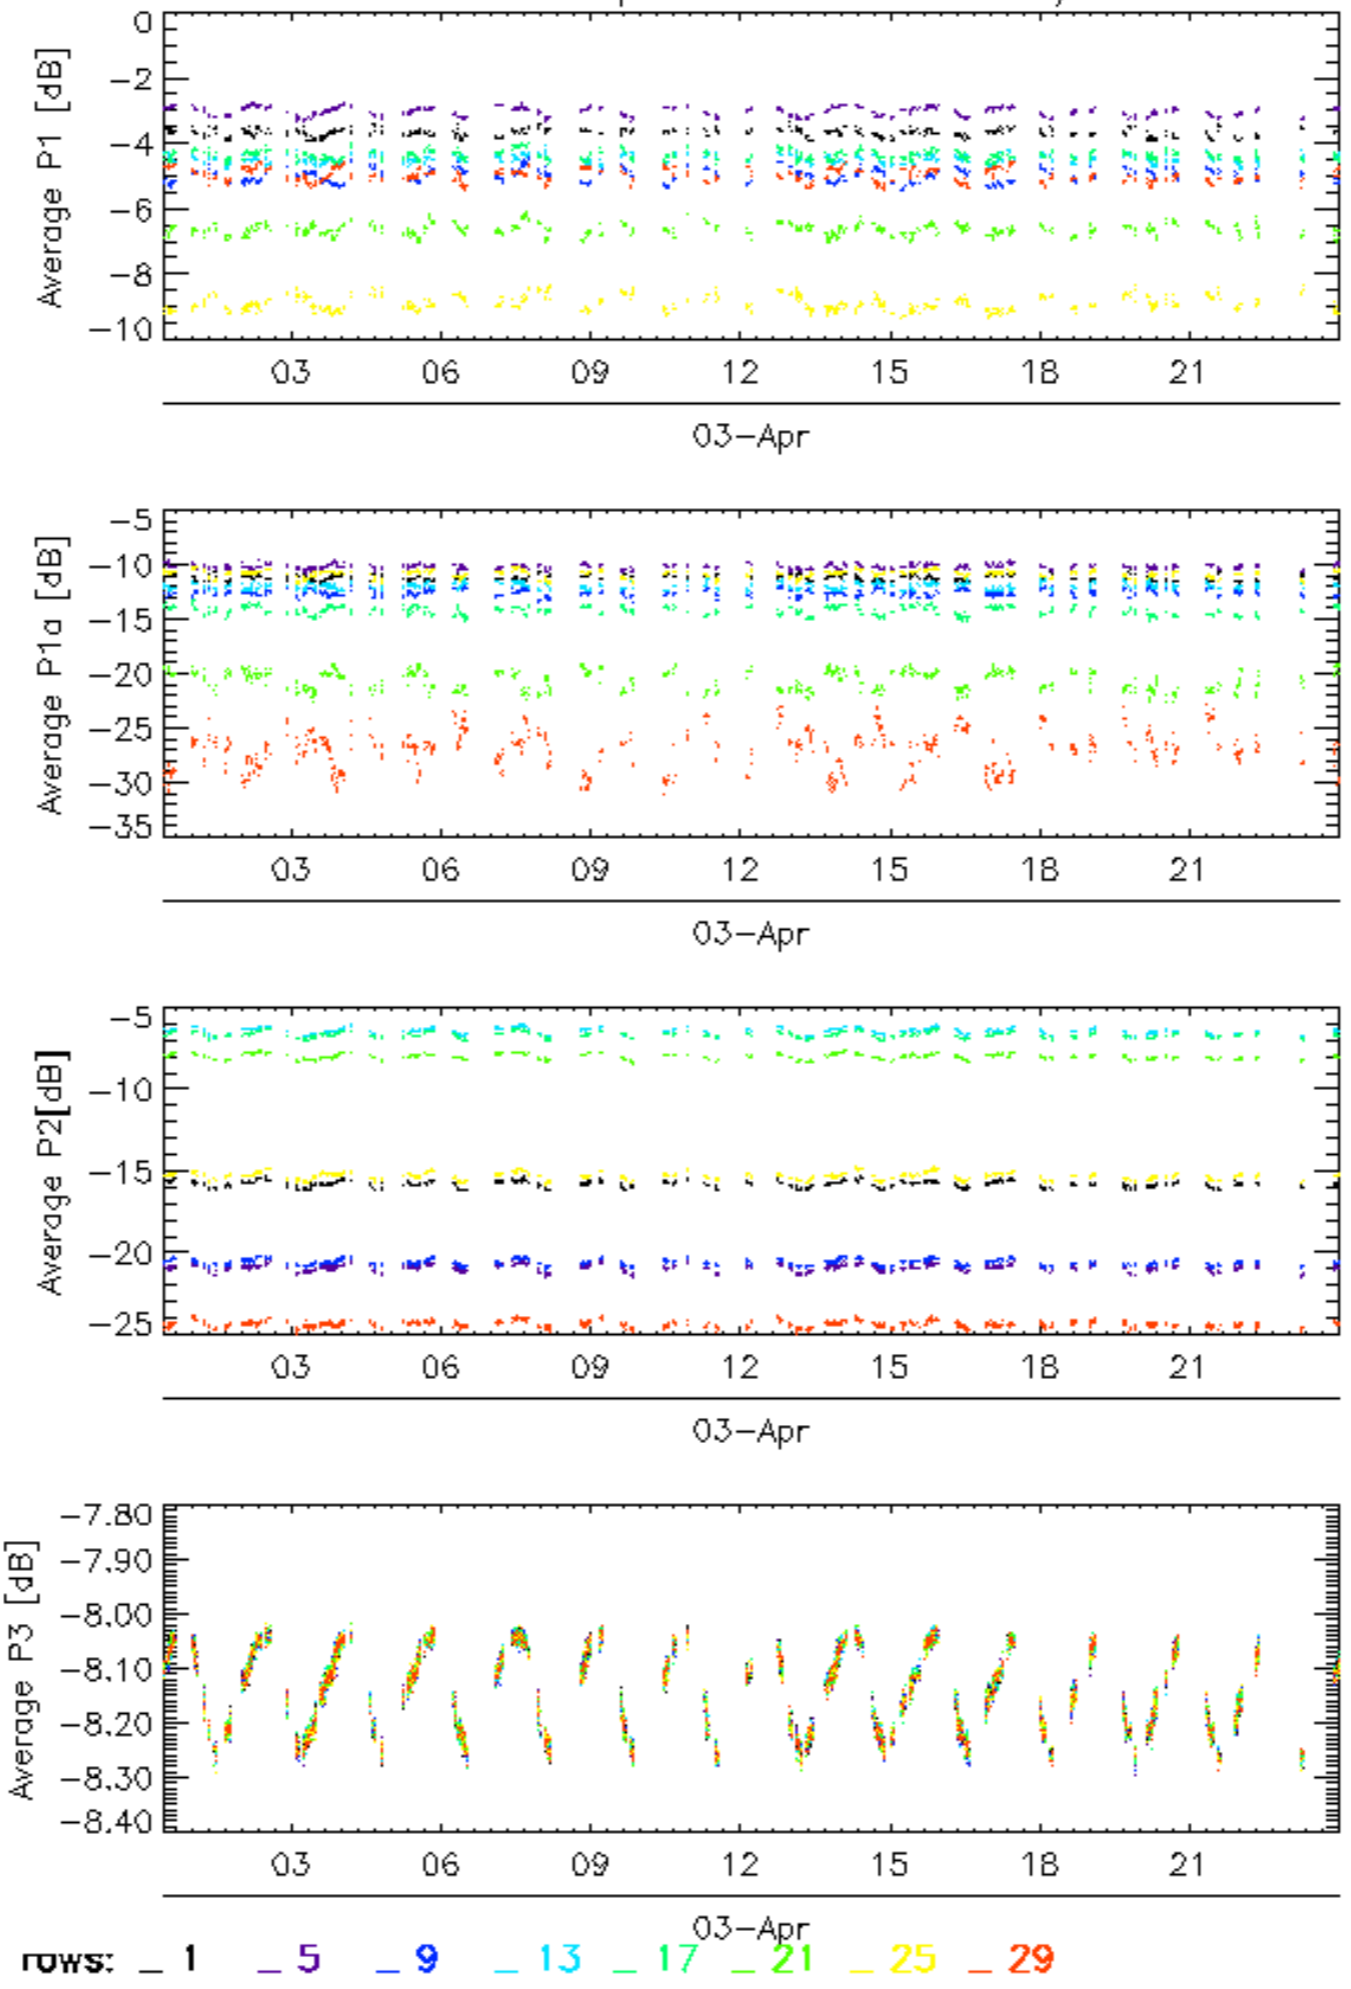 0
-2
-4
-6
-8
-10
Average P1 [dB]
03 06 09 12 15 18 21
03-Apr
-5
-10
-15
-20
-25
-30
-35
Average P1a [dB]
03 06 09 12 15 18 21
03-Apr
-5
-10
-15
-20
-25
Average P2[dB]
03 06 09 12 15 18 21
03-Apr
-7.80
-7.90
-8.00
-8.10
-8.20
-8.30
-8.40
Average P3 [dB]
03 06 09 12 15 18 21
03-Apr
rows: _ 1 _ 5 _ 9 _ 13 _ 17 _ 21 _ 25 _ 29